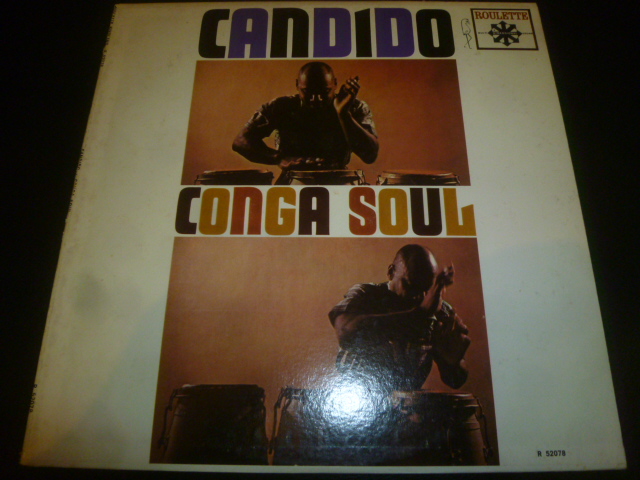 CANDIDO
ROULETTE
CONGA SOUL
R 52078